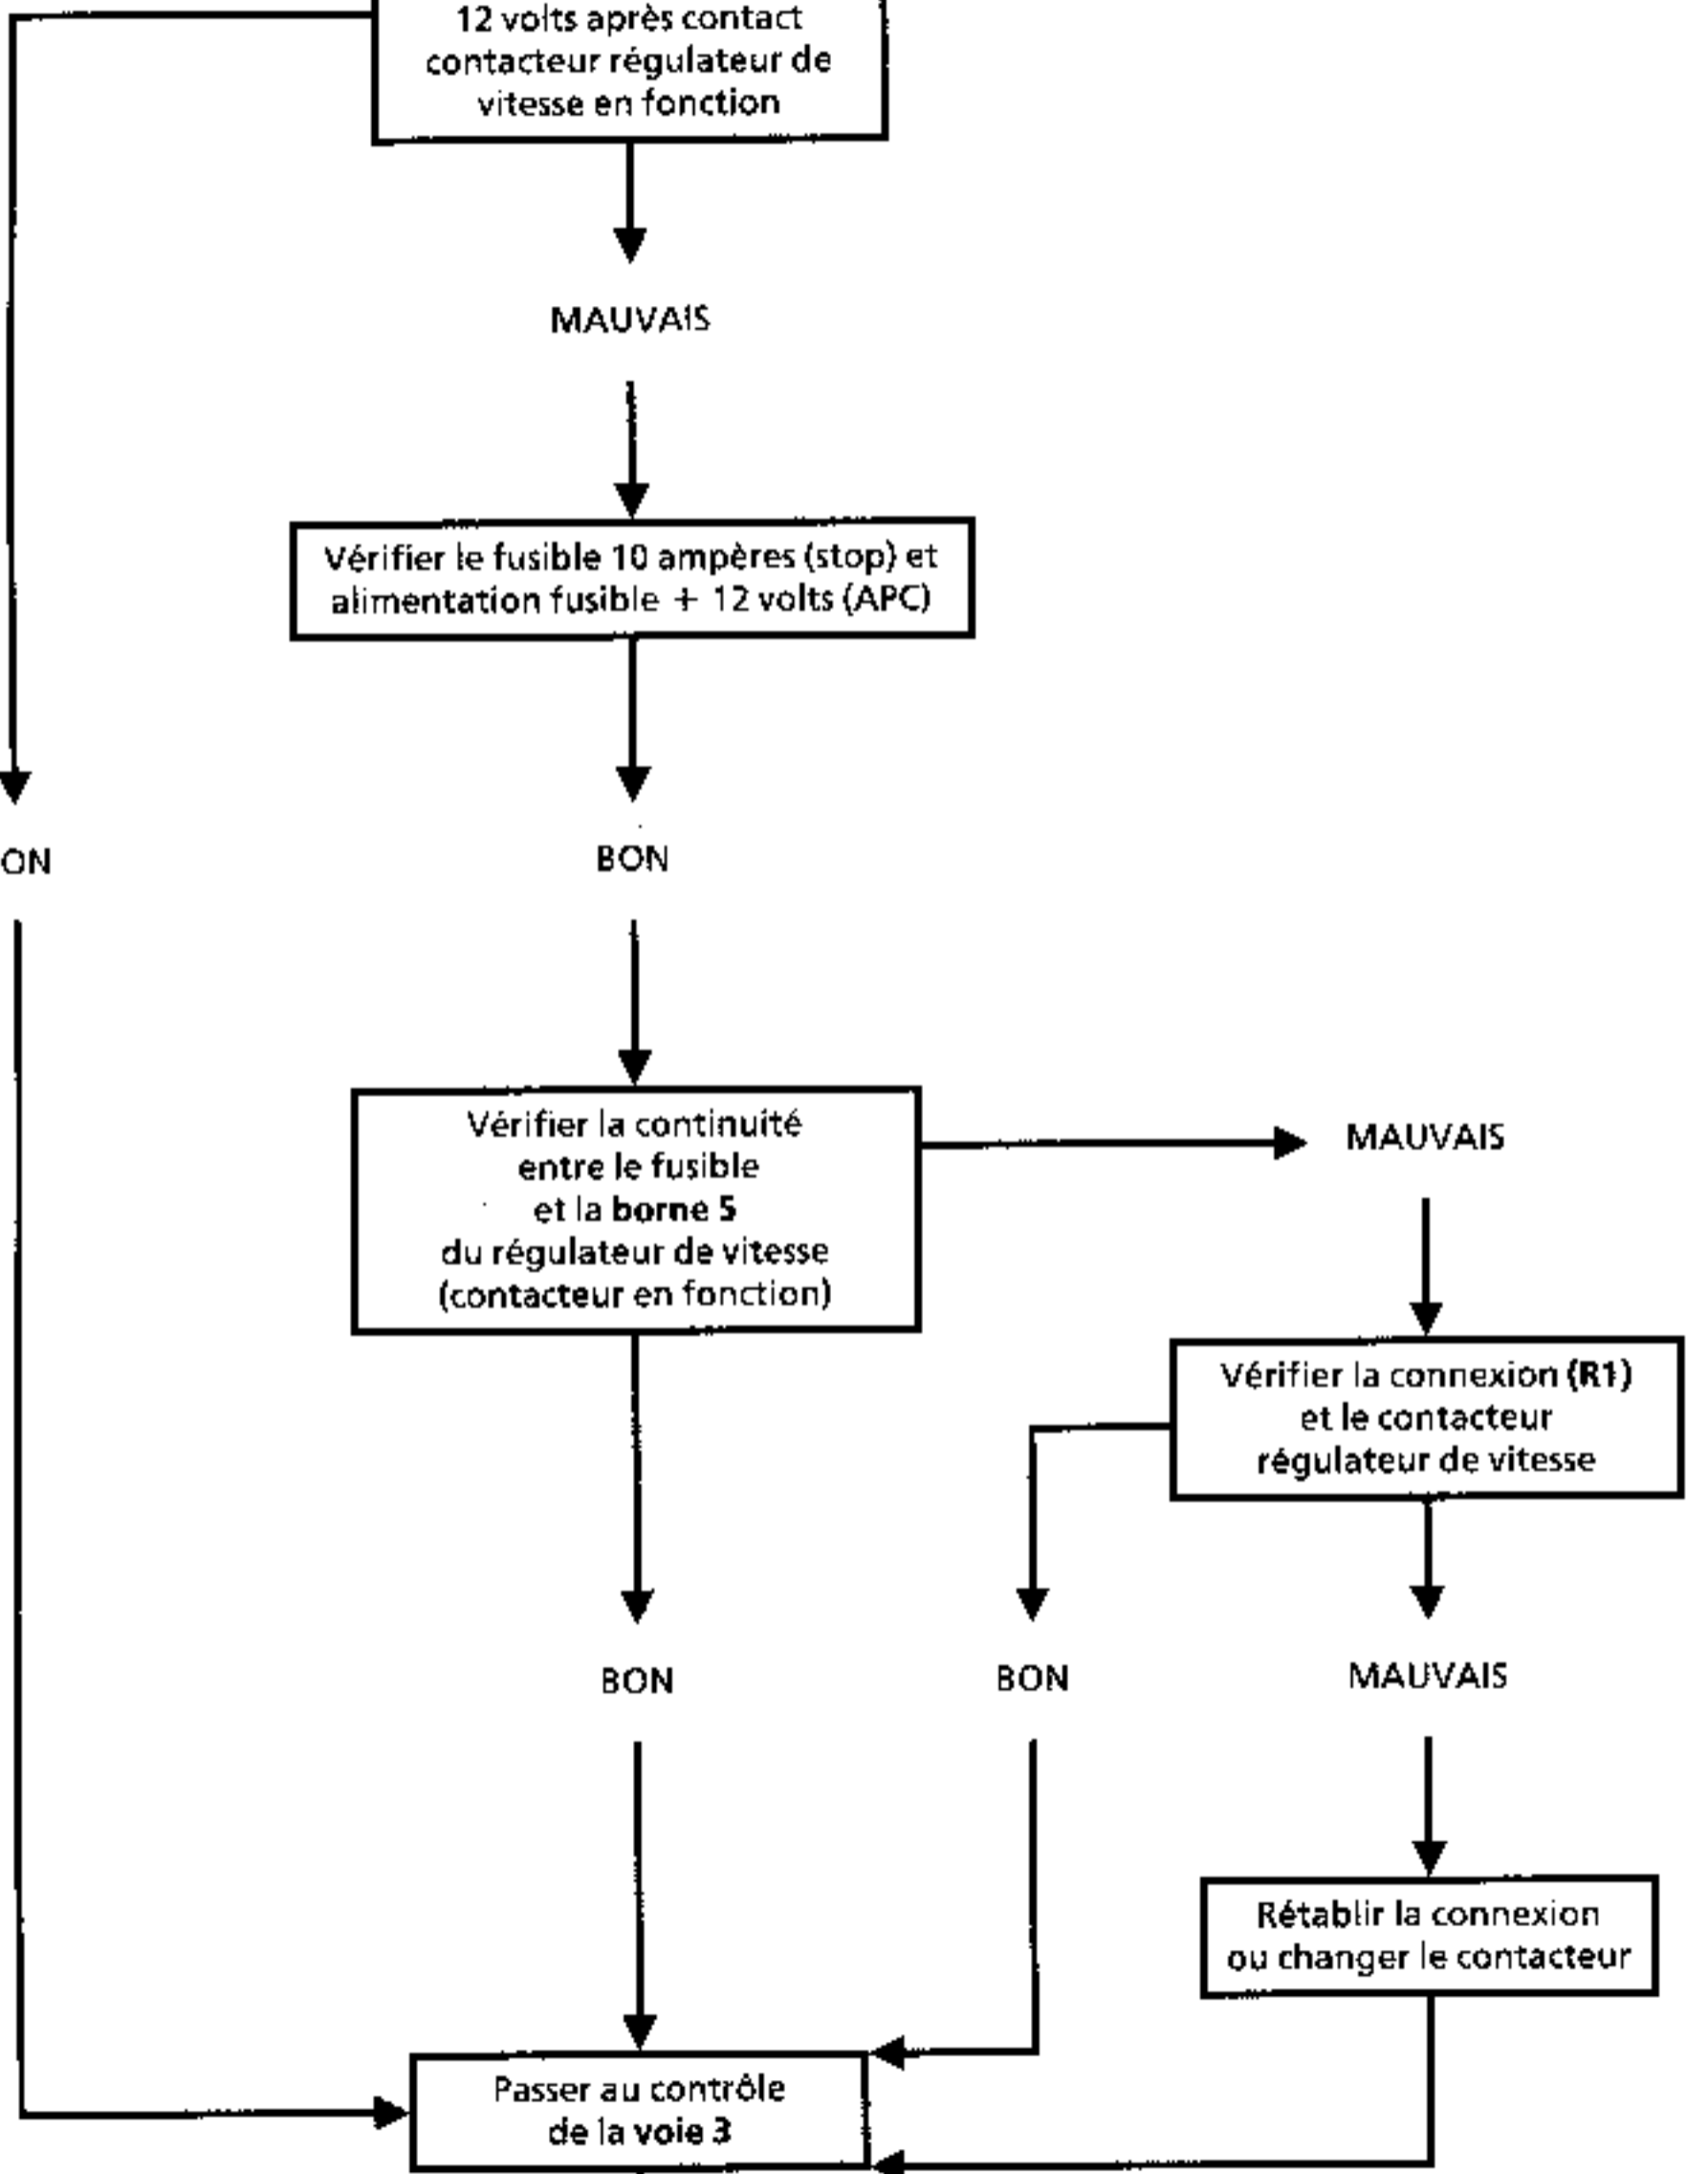 12 volts après contact
contacteur régulateur de
vitesse en fonction
MAUVAIS
Vérifier le fusible 10 ampères (stop) et
alimentation fusible + 12 volts (APC)
ON
BON
Vérifier la continuité
entre le fusible
et la borne 5
du régulateur de vitesse
(contacteur en fonction)
MAUVAIS
Vérifier la connexion (R1)
et le contacteur
régulateur de vitesse
BON
BON
MAUVAIS
Rétablir la connexion
ou changer le contacteur
Passer au contrôle
de la voie 3